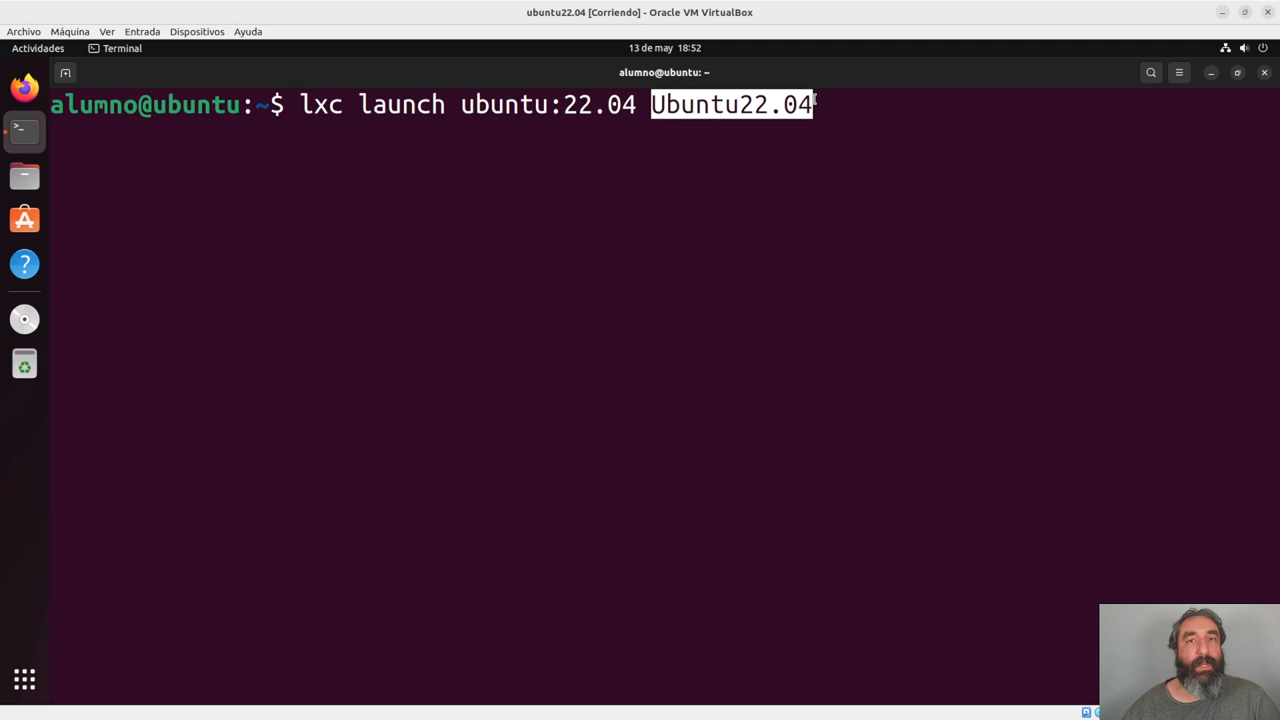 ubuntu22.04 [Corriendo] - Oracle VM VirtualBox
Archivo Máquina Ver Entrada Dispositivos Ayuda
Actividades Terminal 13 de may 18:52
alumno@ubuntu: ~
alumno@ubuntu:~$ lxc launch ubuntu:22.04 Ubuntu22.04